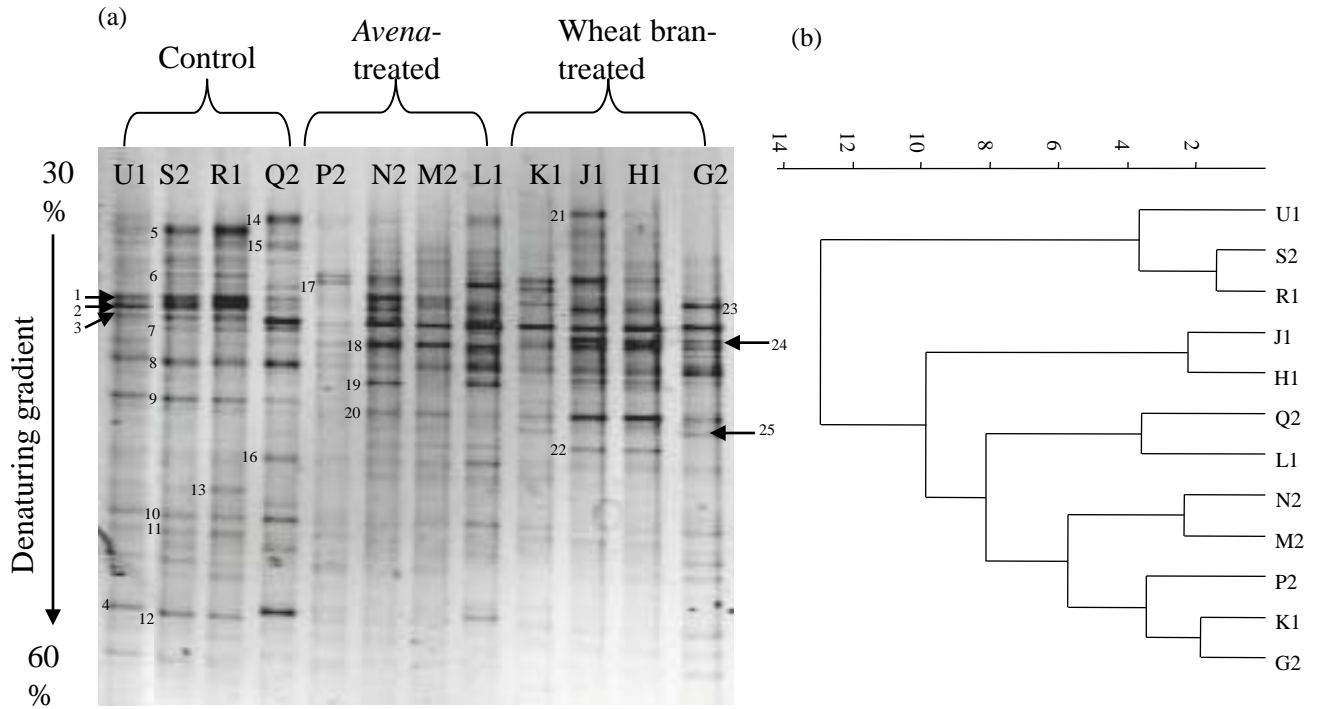 (a)
Control
Avena-
treated
Wheat bran-
treated
(b)
30
%
U1 S2 R1 Q2 P2 N2 M2 L1 K1 J1 H1 G2
Denaturing gradient
60
%
1
2
3
4
5
6
7
8
9
10
11
12
13
14
15
16
17
18
19
20
21
22
23
24
25
14 12 10 8 6 4 2
U1
S2
R1
J1
H1
Q2
L1
N2
M2
P2
K1
G2